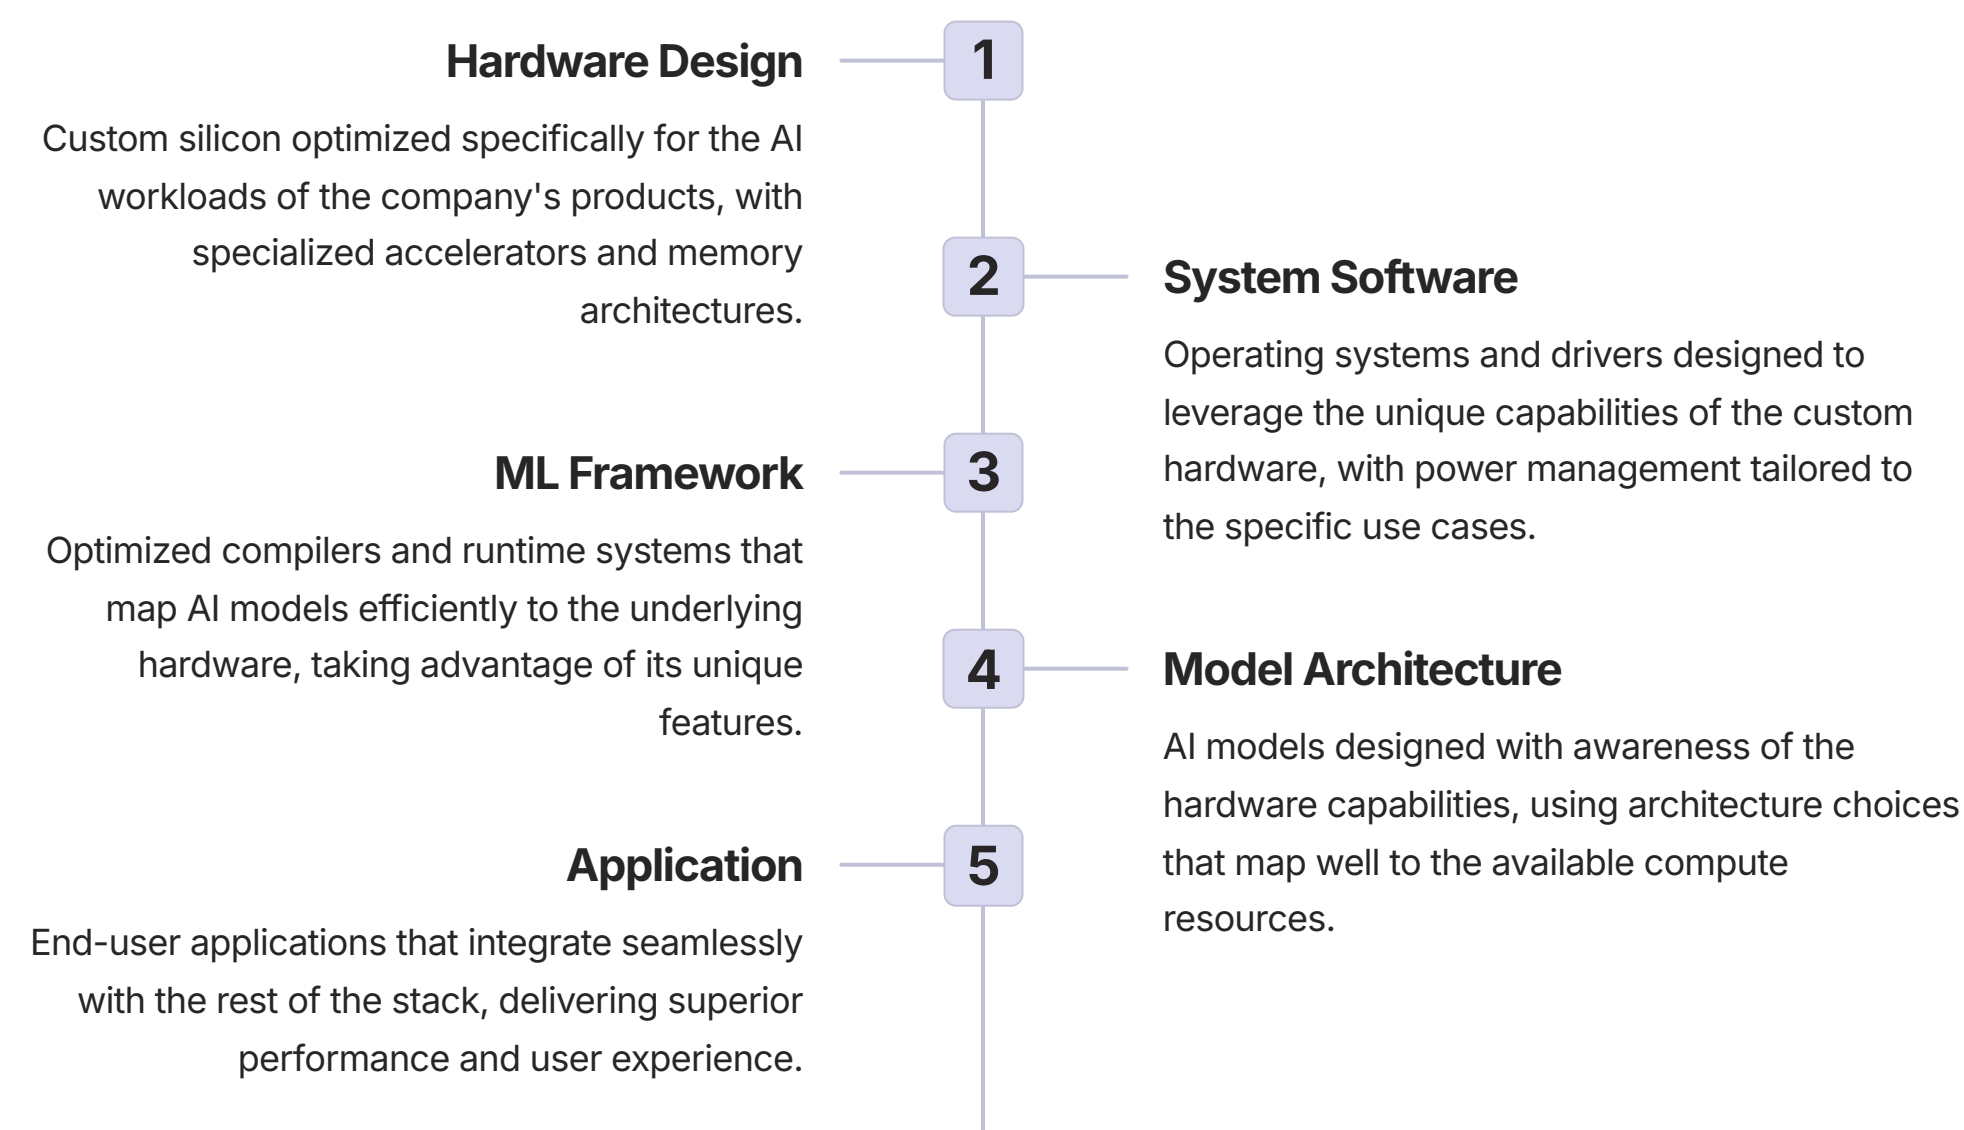 Hardware Design
1
Custom silicon optimized specifically for the AI
workloads of the company's products, with
specialized accelerators and memory
architectures.
2
System Software
Operating systems and drivers designed to
leverage the unique capabilities of the custom
hardware, with power management tailored to
the specific use cases.
ML Framework
3
Optimized compilers and runtime systems that
map AI models efficiently to the underlying
hardware, taking advantage of its unique
features.
4
Model Architecture
AI models designed with awareness of the
hardware capabilities, using architecture choices
that map well to the available compute
resources.
Application
5
End-user applications that integrate seamlessly
with the rest of the stack, delivering superior
performance and user experience.